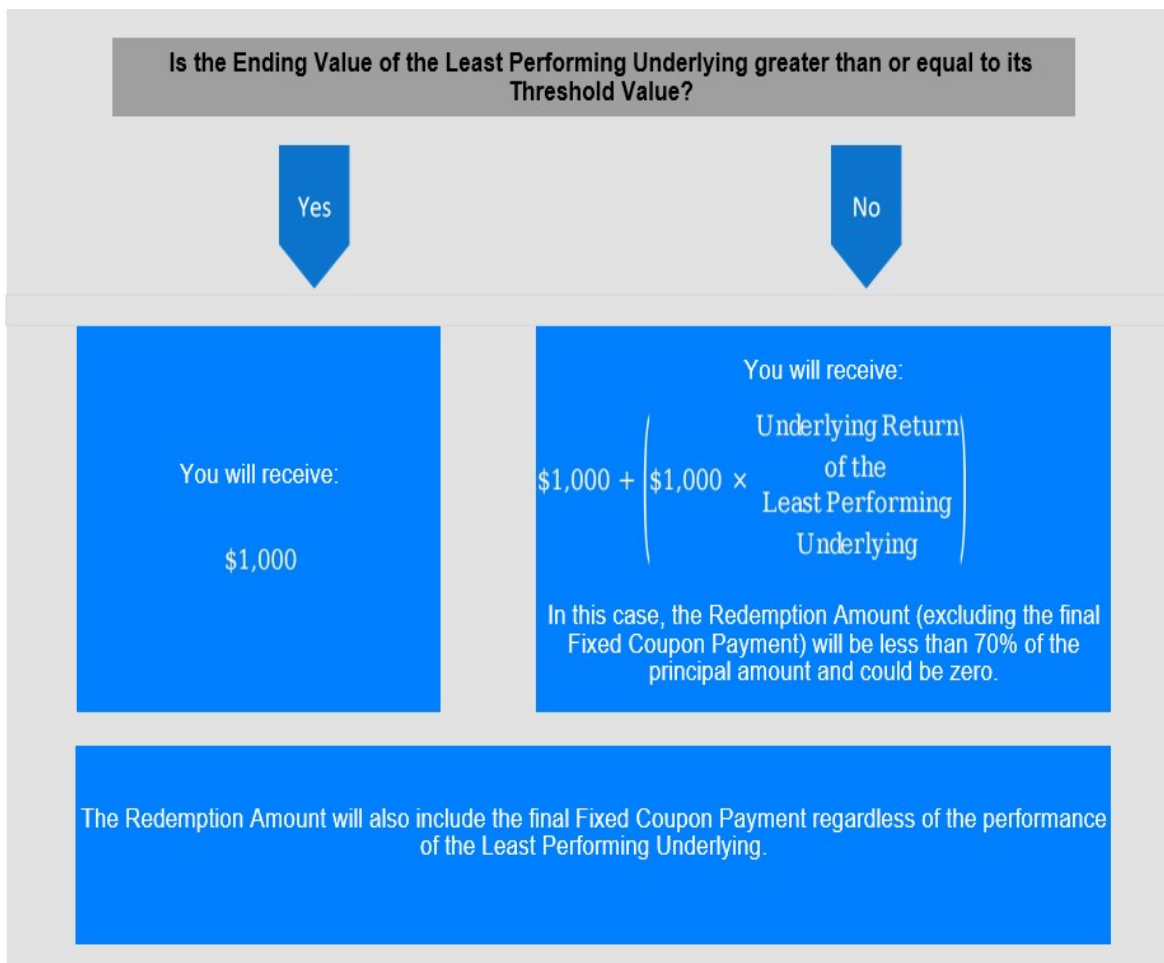 Is the Ending Value of the Least Performing Underlying greater than or equal to its
Threshold Value?
Yes
No
You will receive:
$1,000
You will receive:
$1,000 + ($1,000 × Underlying Return
of the
Least Performing
Underlying)
In this case, the Redemption Amount (excluding the final
Fixed Coupon Payment) will be less than 70% of the
principal amount and could be zero.
The Redemption Amount will also include the final Fixed Coupon Payment regardless of the performance
of the Least Performing Underlying.